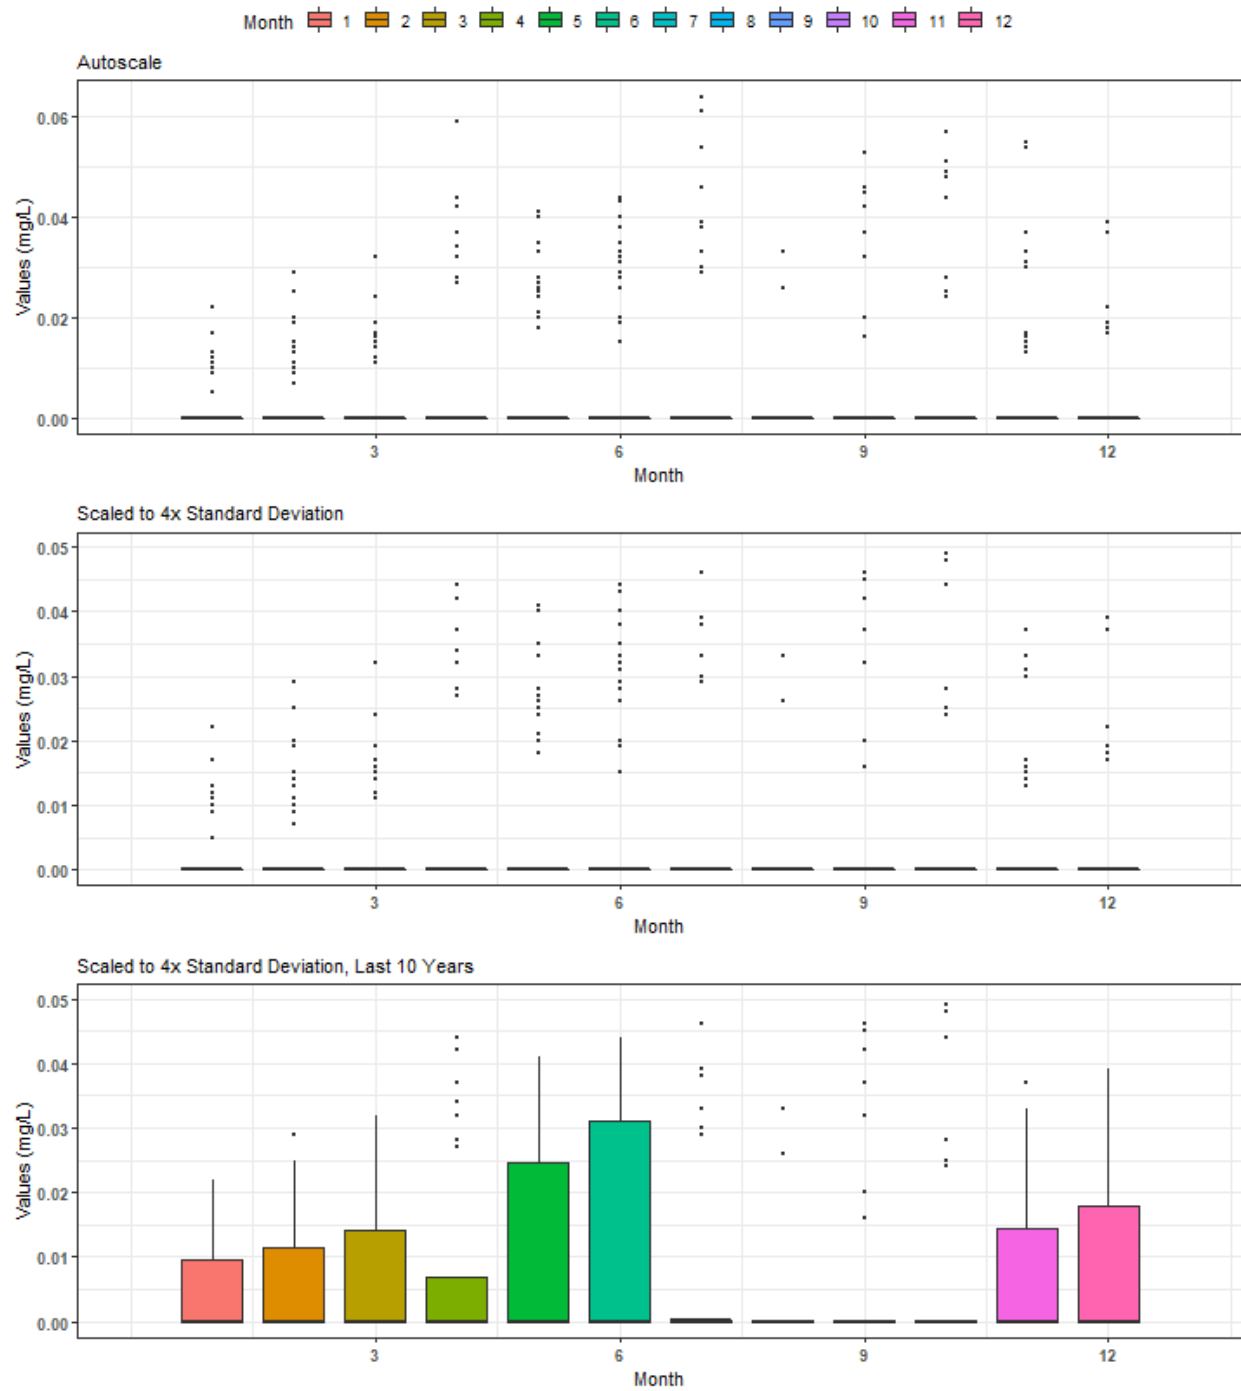 Month 1 2 3 4 5 6 7 8 9 10 11 12
Autoscale
Values (mg/L)
0.06
0.04
0.02
0.00
3 6 9 12
Month
Scaled to 4x Standard Deviation
Values (mg/L)
0.05
0.04
0.03
0.02
0.01
0.00
3 6 9 12
Month
Scaled to 4x Standard Deviation, Last 10 Years
Values (mg/L)
0.05
0.04
0.03
0.02
0.01
0.00
3 6 9 12
Month